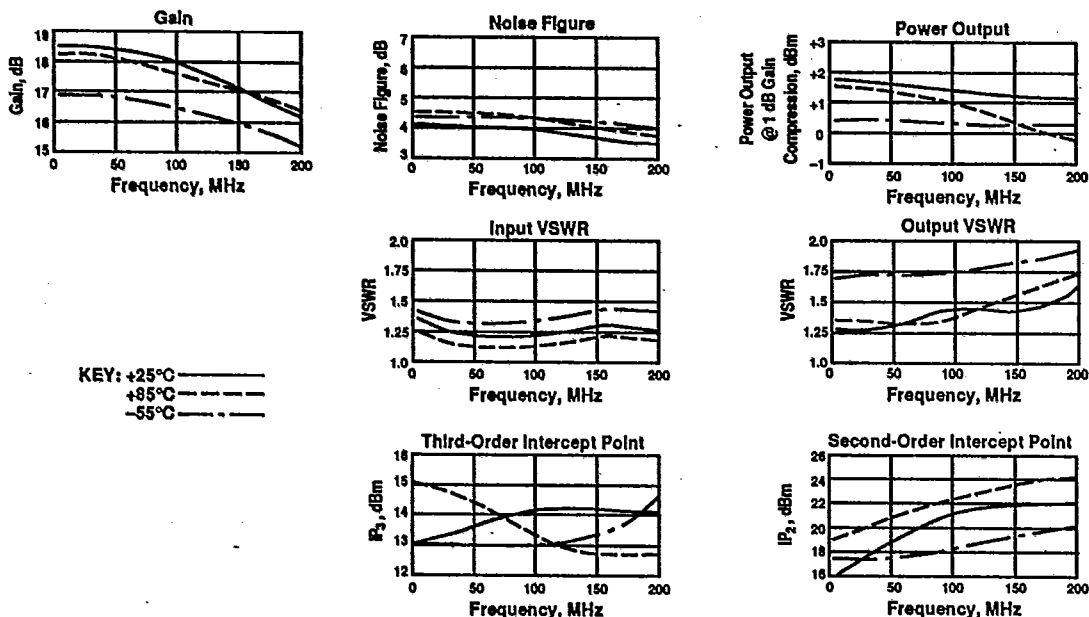 Gain
Gain, dB
19
18
17
16
15
0 50 100 150 200
Frequency, MHz
Noise Figure
Noise Figure, dB
7
6
5
4
3
0 50 100 150 200
Frequency, MHz
Power Output
Power Output
@ 1 dB Gain
Compression, dBm
+3
+2
+1
0
–1
0 50 100 150 200
Frequency, MHz
Input VSWR
VSWR
2.0
1.75
1.5
1.25
1.0
0 50 100 150 200
Frequency, MHz
Output VSWR
VSWR
2.0
1.75
1.5
1.25
1.0
0 50 100 150 200
Frequency, MHz
KEY: +25°C
+85°C
–55°C
Third-Order Intercept Point
IP3, dBm
16
15
14
13
12
0 50 100 150 200
Frequency, MHz
Second-Order Intercept Point
IP2, dBm
26
24
22
20
18
16
0 50 100 150 200
Frequency, MHz